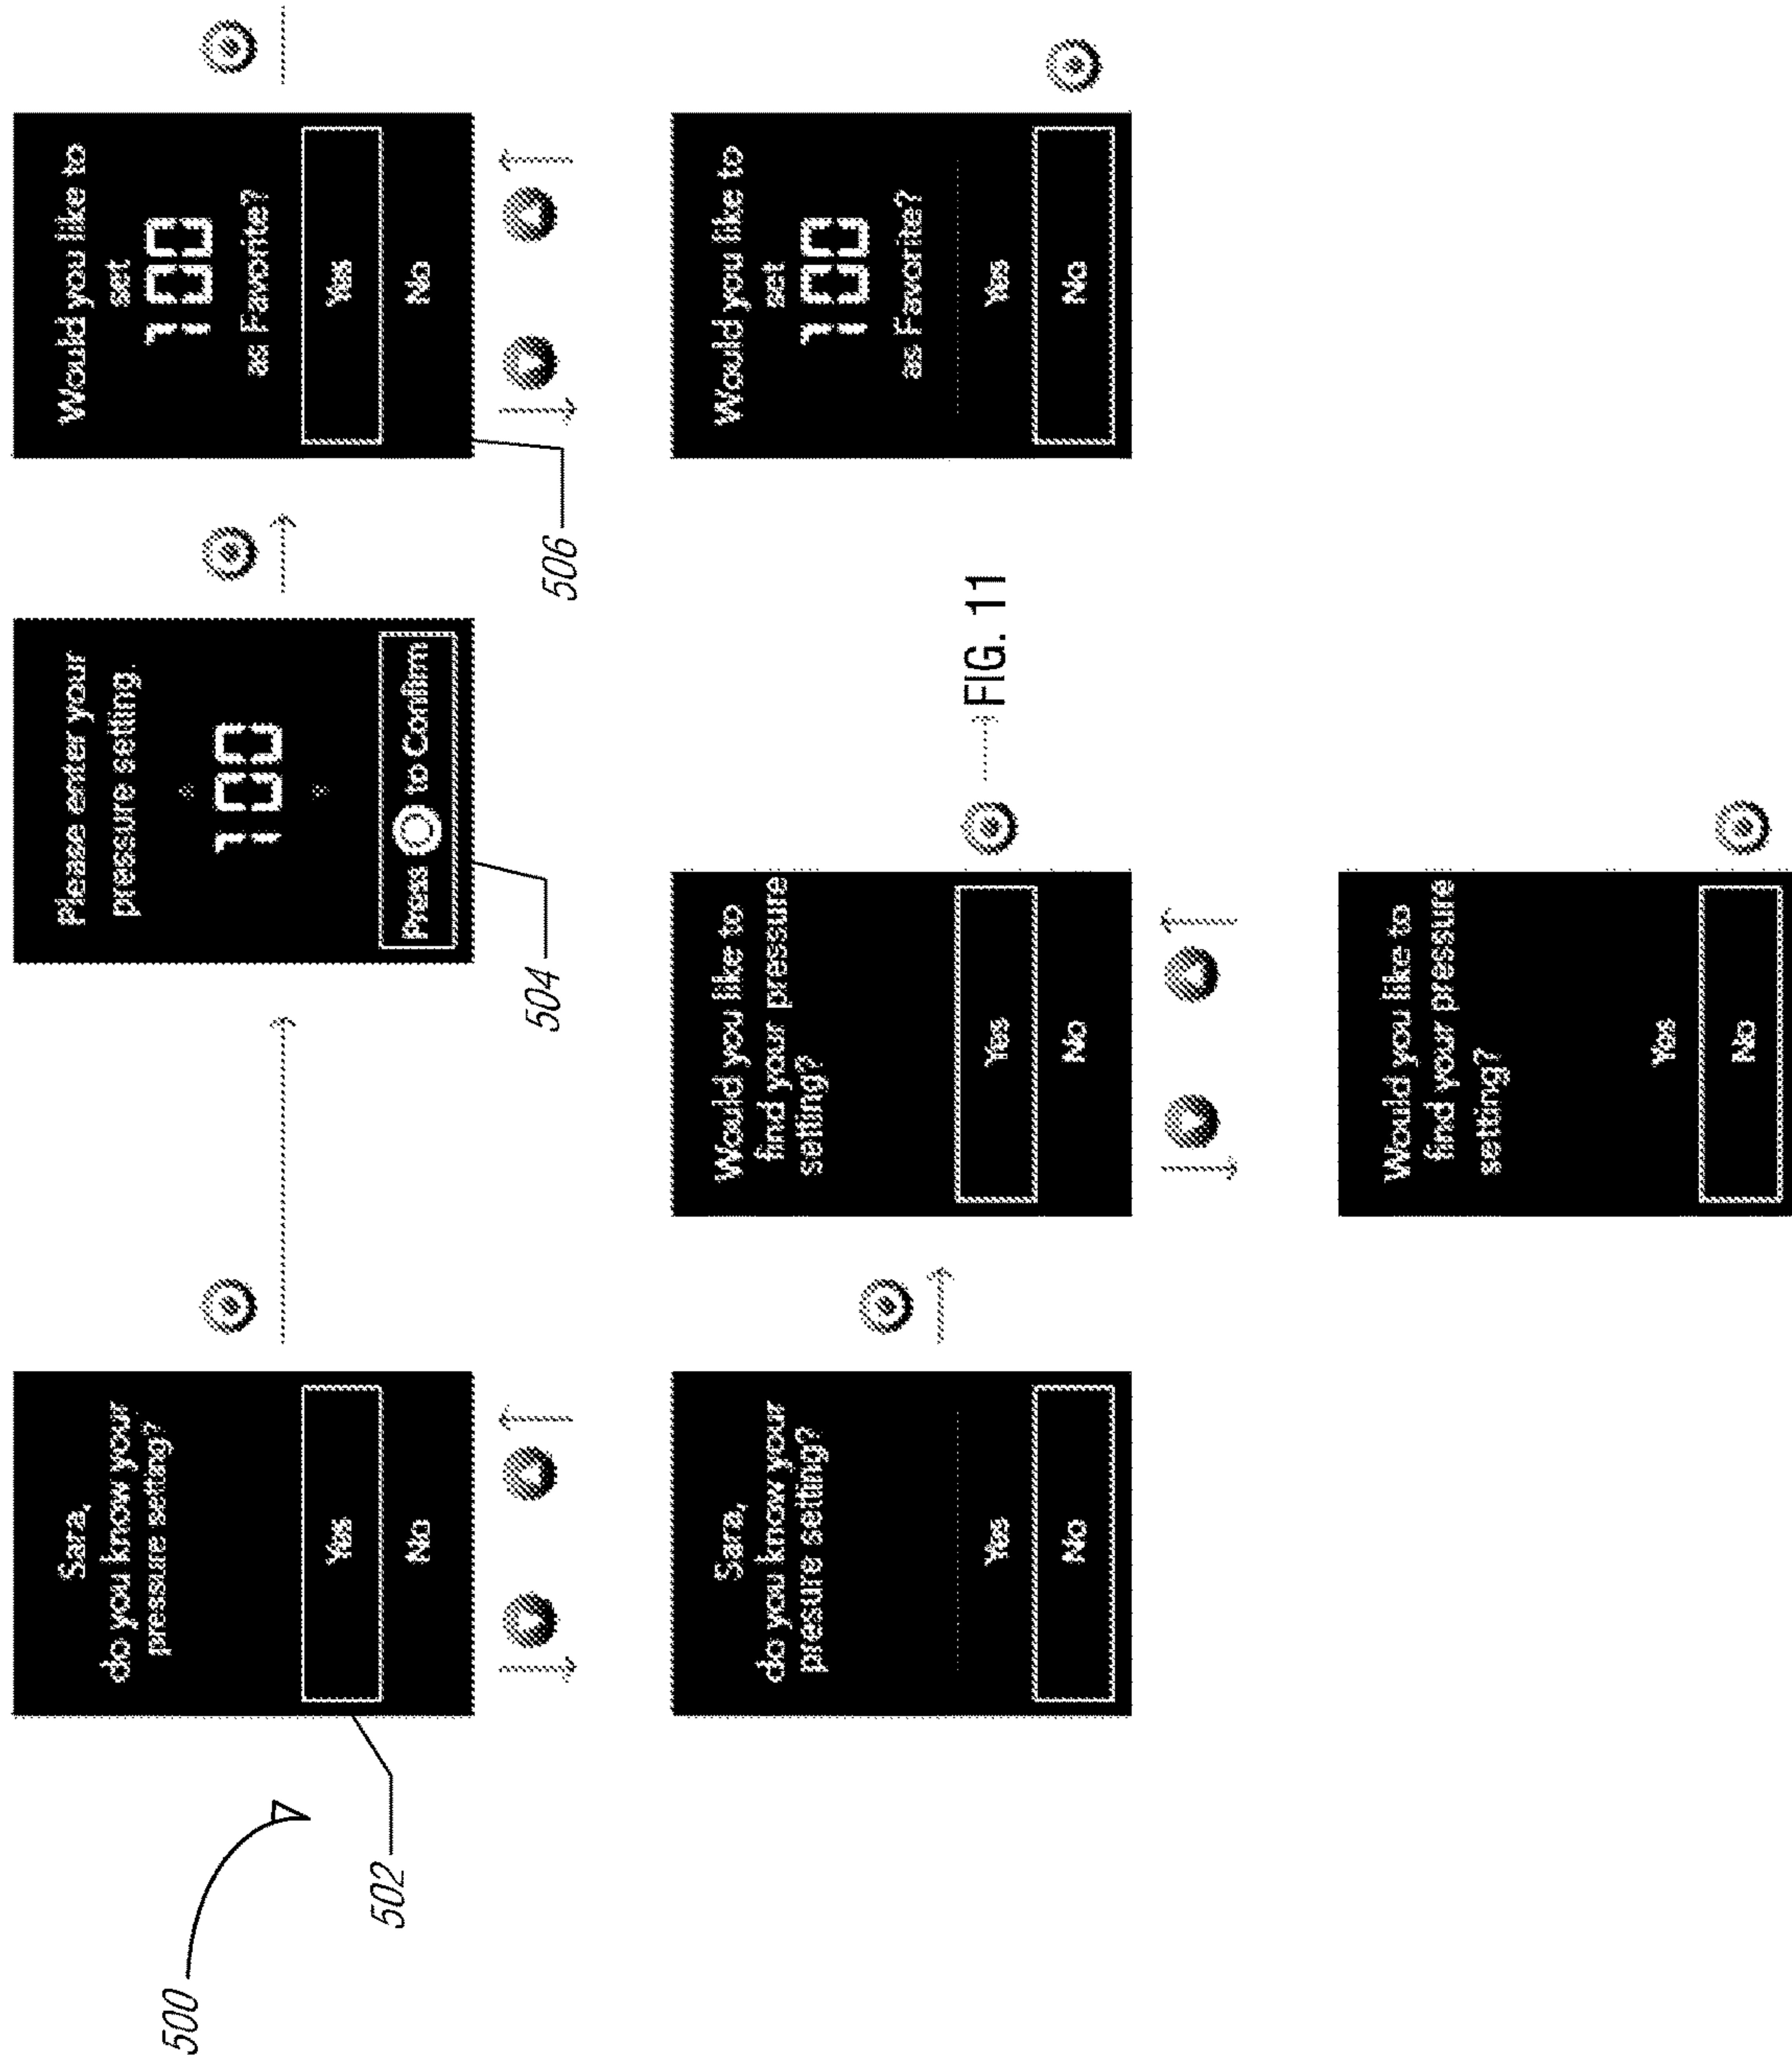 500
Sara,
do you know your
pressure setting?
Yes
No
502
Please enter your
pressure setting.
100
Press to Confirm
504
Would you like to
set
100
as Favorite?
Yes
No
506
Sara,
do you know your
presure setting?
Yes
No
Would you like to
find your pressure
setting?
Yes
No
FIG. 11
Would you like to
set
100
as Favorite?
Yes
No
Would you like to
find your pressure
setting?
Yes
No